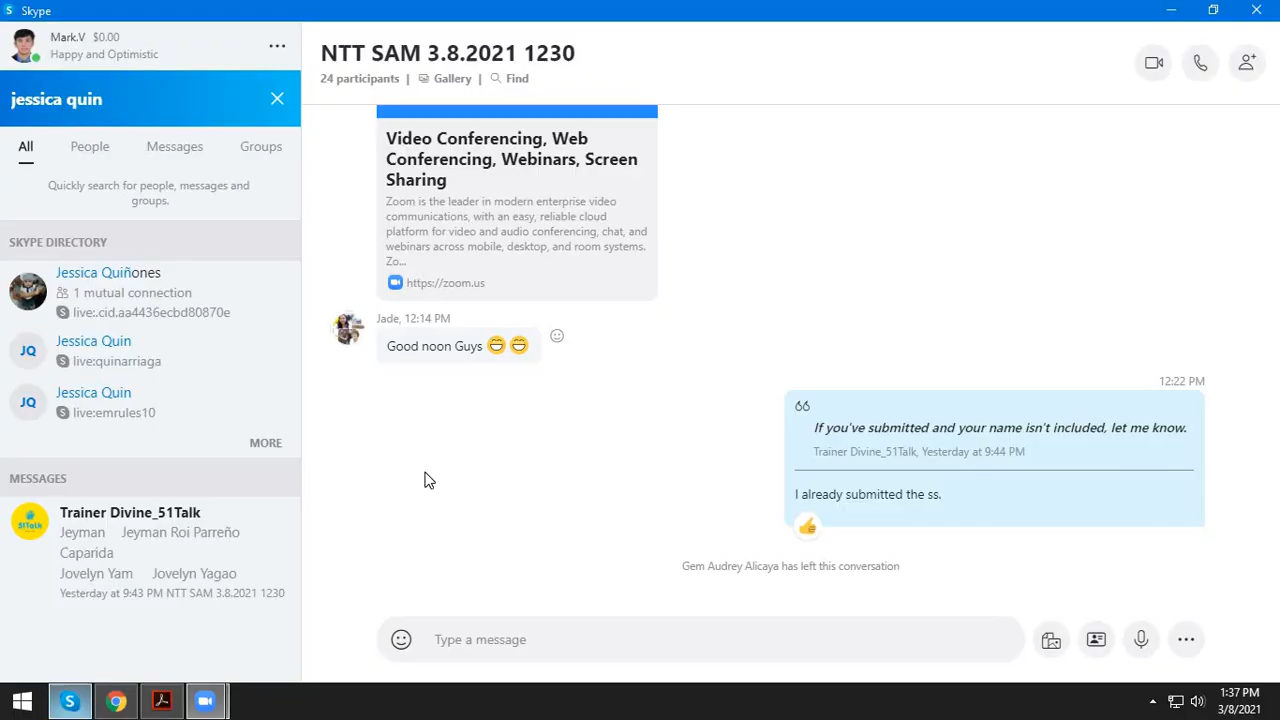 Skype
Mark.V $0.00
Happy and Optimistic
jessica quin
All People Messages Groups
Quickly search for people, messages and
groups.
SKYPE DIRECTORY
Jessica Quiñones
1 mutual connection
live:.cid.aa4436ecbd80870e
JQ
Jessica Quin
live:quinarriaga
JQ
Jessica Quin
live:emrules10
MORE
MESSAGES
51Talk
Trainer Divine_51Talk
Jeyman Jeyman Roi Parreño
Caparida
Jovelyn Yam Jovelyn Yagao
Yesterday at 9:43 PM NTT SAM 3.8.2021 1230
NTT SAM 3.8.2021 1230
24 participants | Gallery | Find
Video Conferencing, Web
Conferencing, Webinars, Screen
Sharing
Zoom is the leader in modern enterprise video
communications, with an easy, reliable cloud
platform for video and audio conferencing, chat, and
webinars across mobile, desktop, and room systems.
Zo...
https://zoom.us
Jade, 12:14 PM
Good noon Guys
12:22 PM
If you've submitted and your name isn't included, let me know.
Trainer Divine_51Talk, Yesterday at 9:44 PM
I already submitted the ss.
Gem Audrey Alicaya has left this conversation
Type a message
1:37 PM
3/8/2021